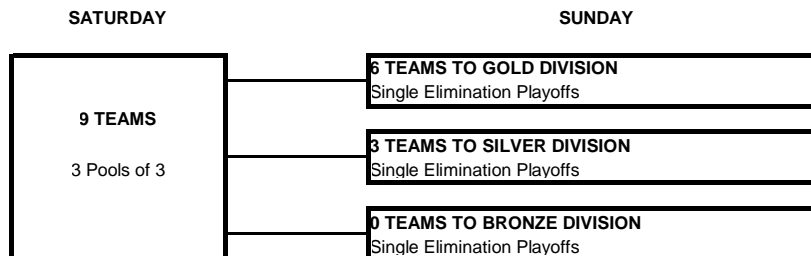 SATURDAY
SUNDAY
9 TEAMS
3 Pools of 3
6 TEAMS TO GOLD DIVISION
Single Elimination Playoffs
3 TEAMS TO SILVER DIVISION
Single Elimination Playoffs
0 TEAMS TO BRONZE DIVISION
Single Elimination Playoffs